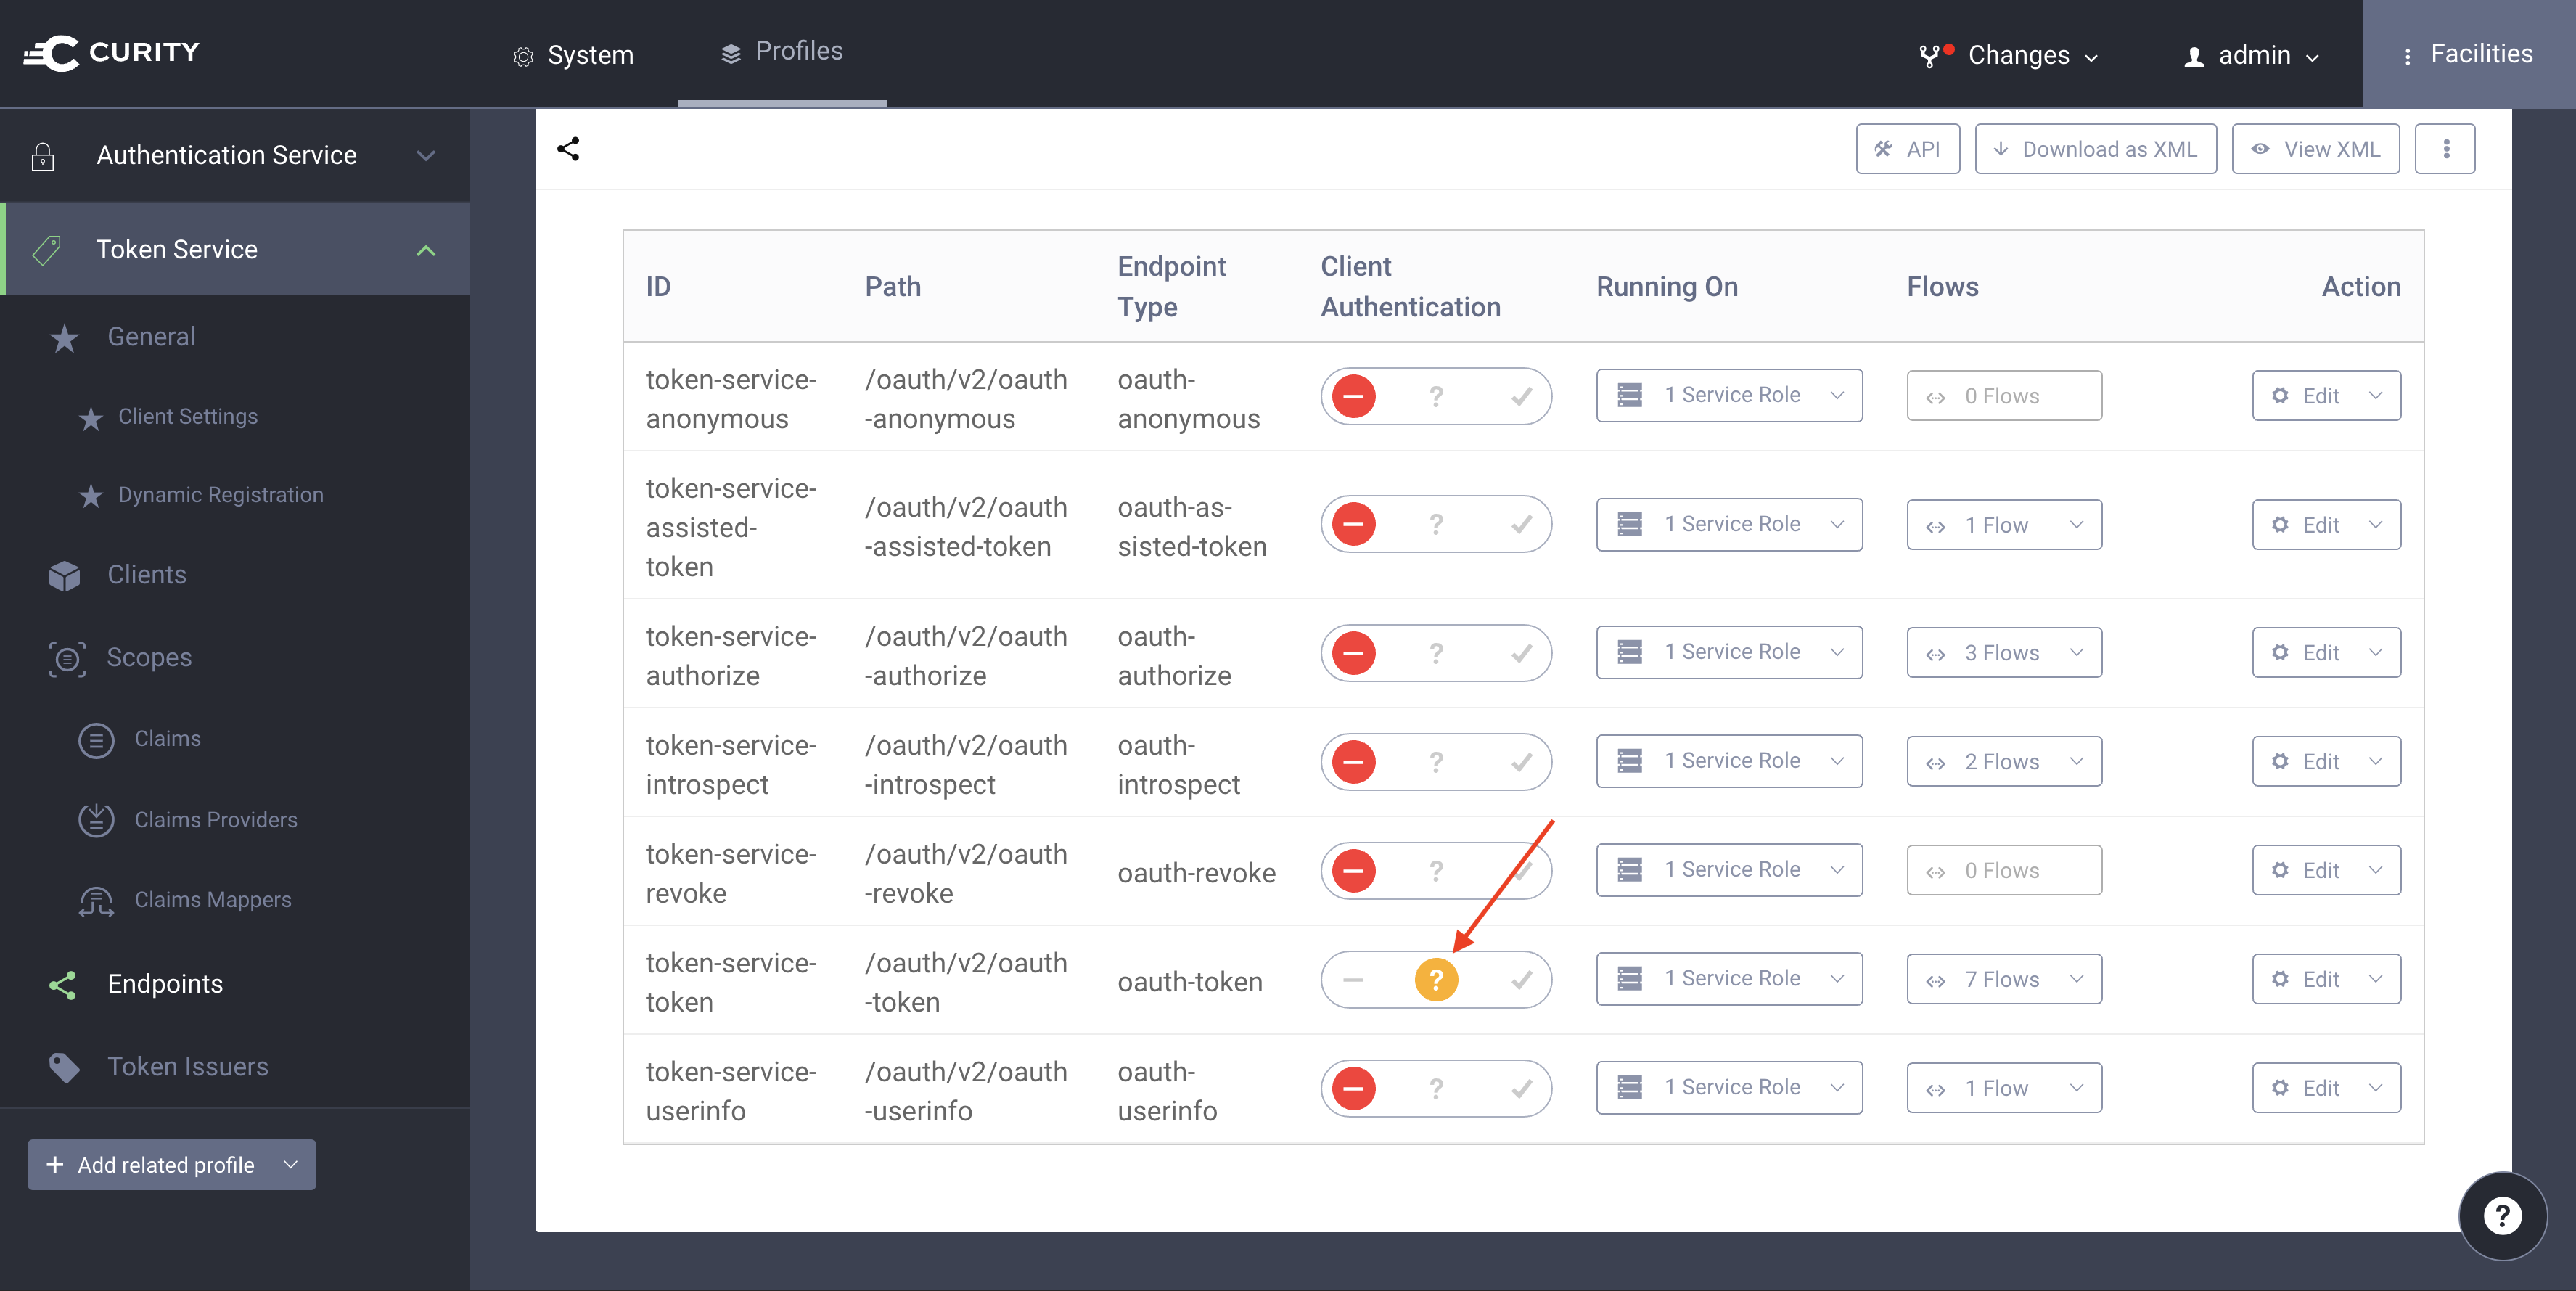 CURITY
System
Profiles
Changes
admin
Facilities
Authentication Service
Token Service
General
Client Settings
Dynamic Registration
Clients
Scopes
Claims
Claims Providers
Claims Mappers
Endpoints
Token Issuers
+ Add related profile
API
Download as XML
View XML
ID
Path
Endpoint
Type
Client
Authentication
Running On
Flows
Action
token-service-
anonymous
/oauth/v2/oauth
-anonymous
oauth-
anonymous
?
1 Service Role
0 Flows
Edit
token-service-
assisted-
token
/oauth/v2/oauth
-assisted-token
oauth-as-
sisted-token
?
1 Service Role
1 Flow
Edit
token-service-
authorize
/oauth/v2/oauth
-authorize
oauth-
authorize
?
1 Service Role
3 Flows
Edit
token-service-
introspect
/oauth/v2/oauth
-introspect
oauth-
introspect
?
1 Service Role
2 Flows
Edit
token-service-
revoke
/oauth/v2/oauth
-revoke
oauth-revoke
?
1 Service Role
0 Flows
Edit
token-service-
token
/oauth/v2/oauth
-token
oauth-token
?
1 Service Role
7 Flows
Edit
token-service-
userinfo
/oauth/v2/oauth
-userinfo
oauth-
userinfo
?
1 Service Role
1 Flow
Edit
?